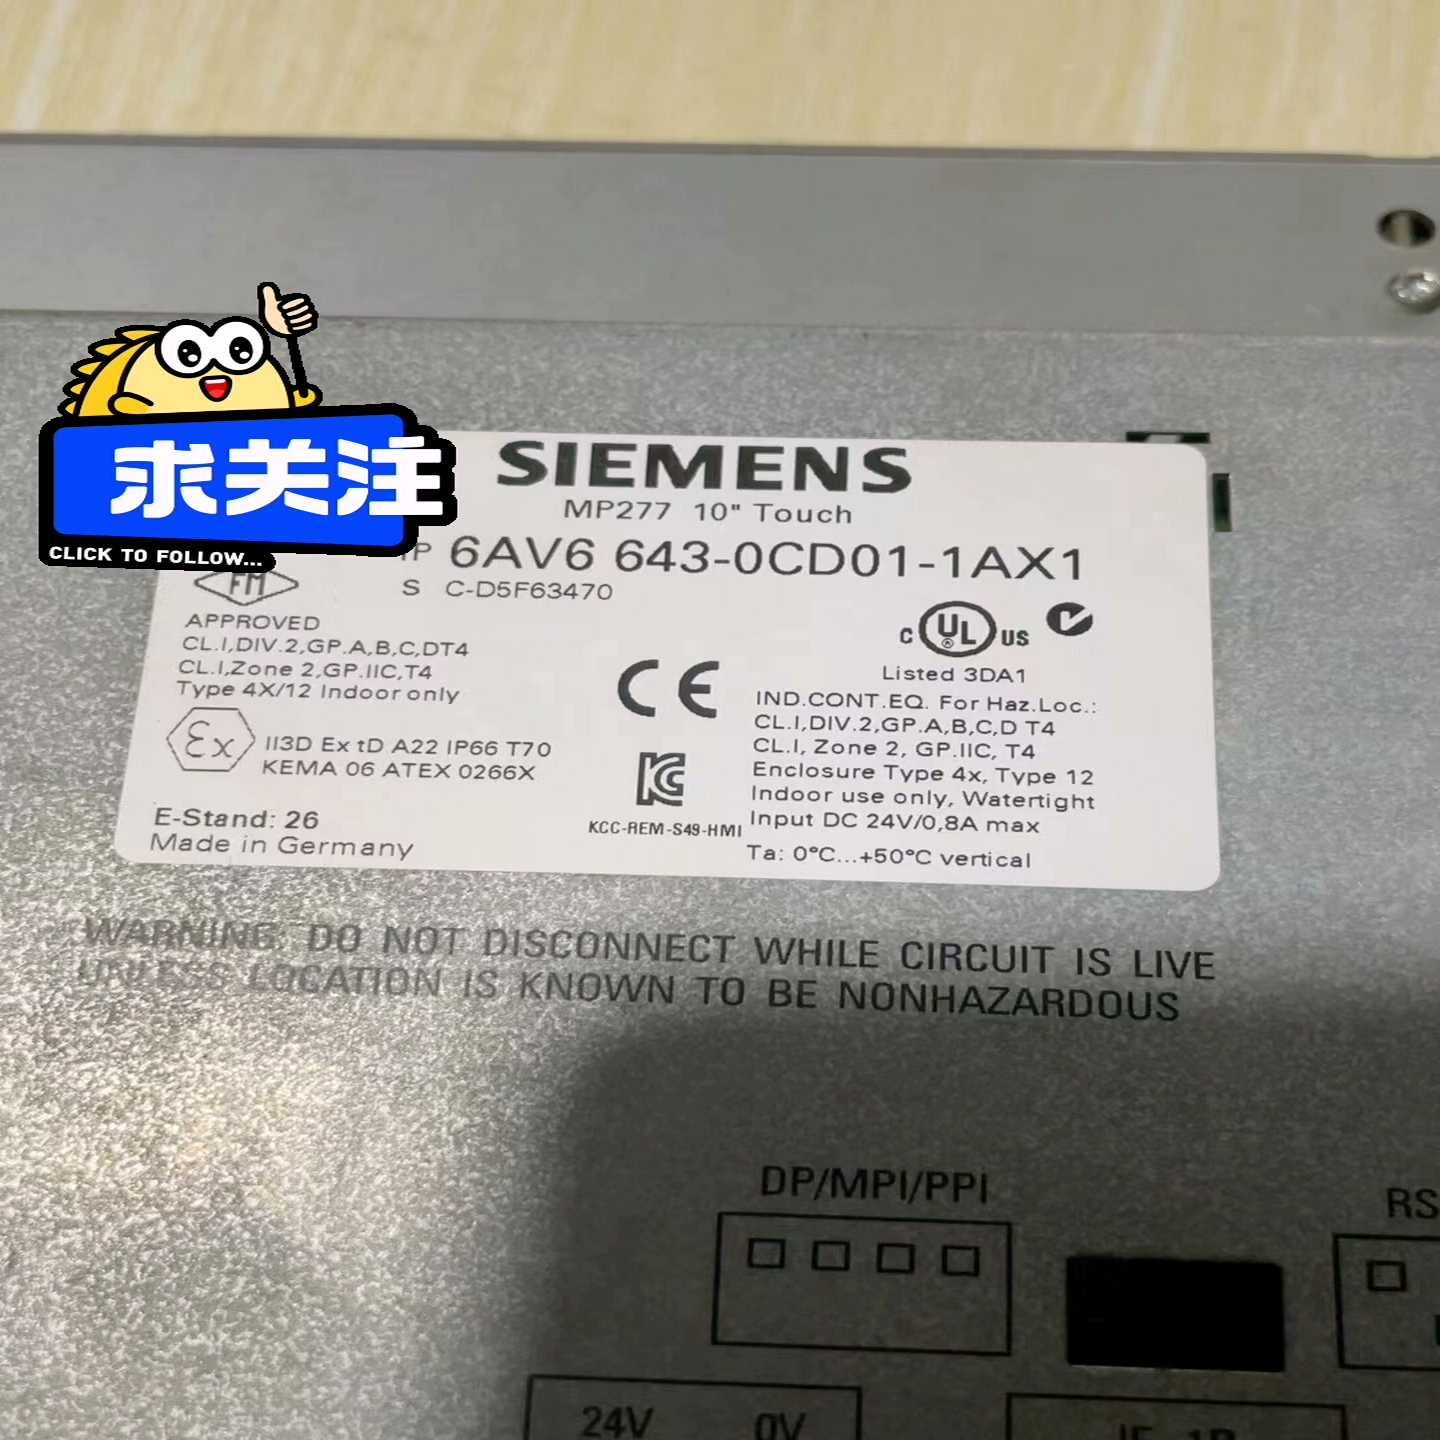 求关注
CLICK TO FOLLOW...
SIEMENS
MP277 10" Touch
1P 6AV6 643-0CD01-1AX1
S C-D5F63470
FM
APPROVED
CL.I,DIV.2,GP.A,B,C,DT4
CL.I,Zone 2,GP.IIC,T4
Type 4X/12 Indoor only
Ex
II3D Ex tD A22 IP66 T70
KEMA 06 ATEX 0266X
E-Stand: 26
Made in Germany
CE
KC
KCC-REM-S49-HMI
C UL US
®
Listed 3DA1
IND.CONT.EQ. For Haz.Loc.:
CL.I,DIV.2,GP.A,B,C,D T4
CL.I, Zone 2, GP.IIC, T4
Enclosure Type 4x, Type 12
Indoor use only, Watertight
Input DC 24V/0,8A max
Ta: 0°C...+50°C vertical
WARNING: DO NOT DISCONNECT WHILE CIRCUIT IS LIVE
UNLESS LOCATION IS KNOWN TO BE NONHAZARDOUS
DP/MPI/PPI
RS
24V 0V